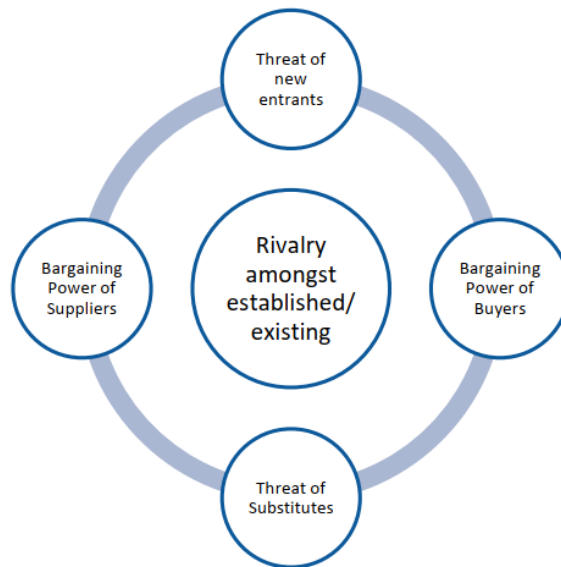 Threat of
new
entrants
Bargaining
Power of
Suppliers
Rivalry
amongst
established/
existing
Bargaining
Power of
Buyers
Threat of
Substitutes